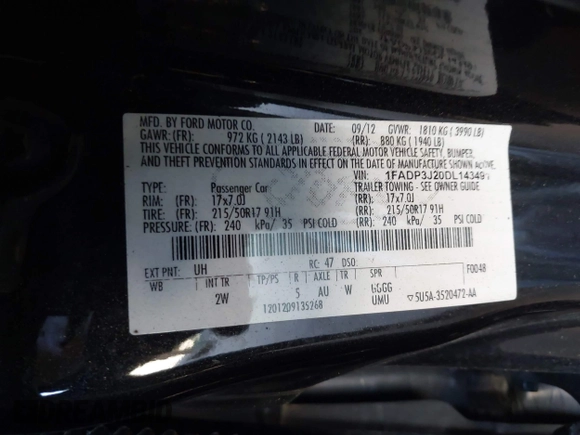 MFD. BY FORD MOTOR CO.
DATE: 09/12 GVWR: 1810 KG ( 3990 LB)
GAWR: (FR): 972 KG ( 2143 LB) (RR): 880 KG ( 1940 LB)
THIS VEHICLE CONFORMS TO ALL APPLICABLE FEDERAL MOTOR VEHICLE SAFETY, BUMPER,
AND THEFT PREVENTION STANDARDS IN EFFECT ON THE DATE OF MANUFACTURE SHOWN ABOVE.
VIN: 1FADP3J20DL14349
TYPE: Passenger Car TRAILER TOWING - SEE OWNER GUIDE
RIM: (FR): 17x7.0J (RR): 17x7.0J
TIRE: (FR): 215/50R17 91H (RR): 215/50R17 91H
PRESSURE: (FR): 240 kPa/ 35 PSI COLD (RR): 240 kPa/ 35 PSI COLD
EXT PNT: UH RC: 47 DSO: F0048
WB INT TR TP/PS R AXLE TR SPR
2W 5 AU W GGGG
UMU
1201209135268
5U5A-3520472-AA